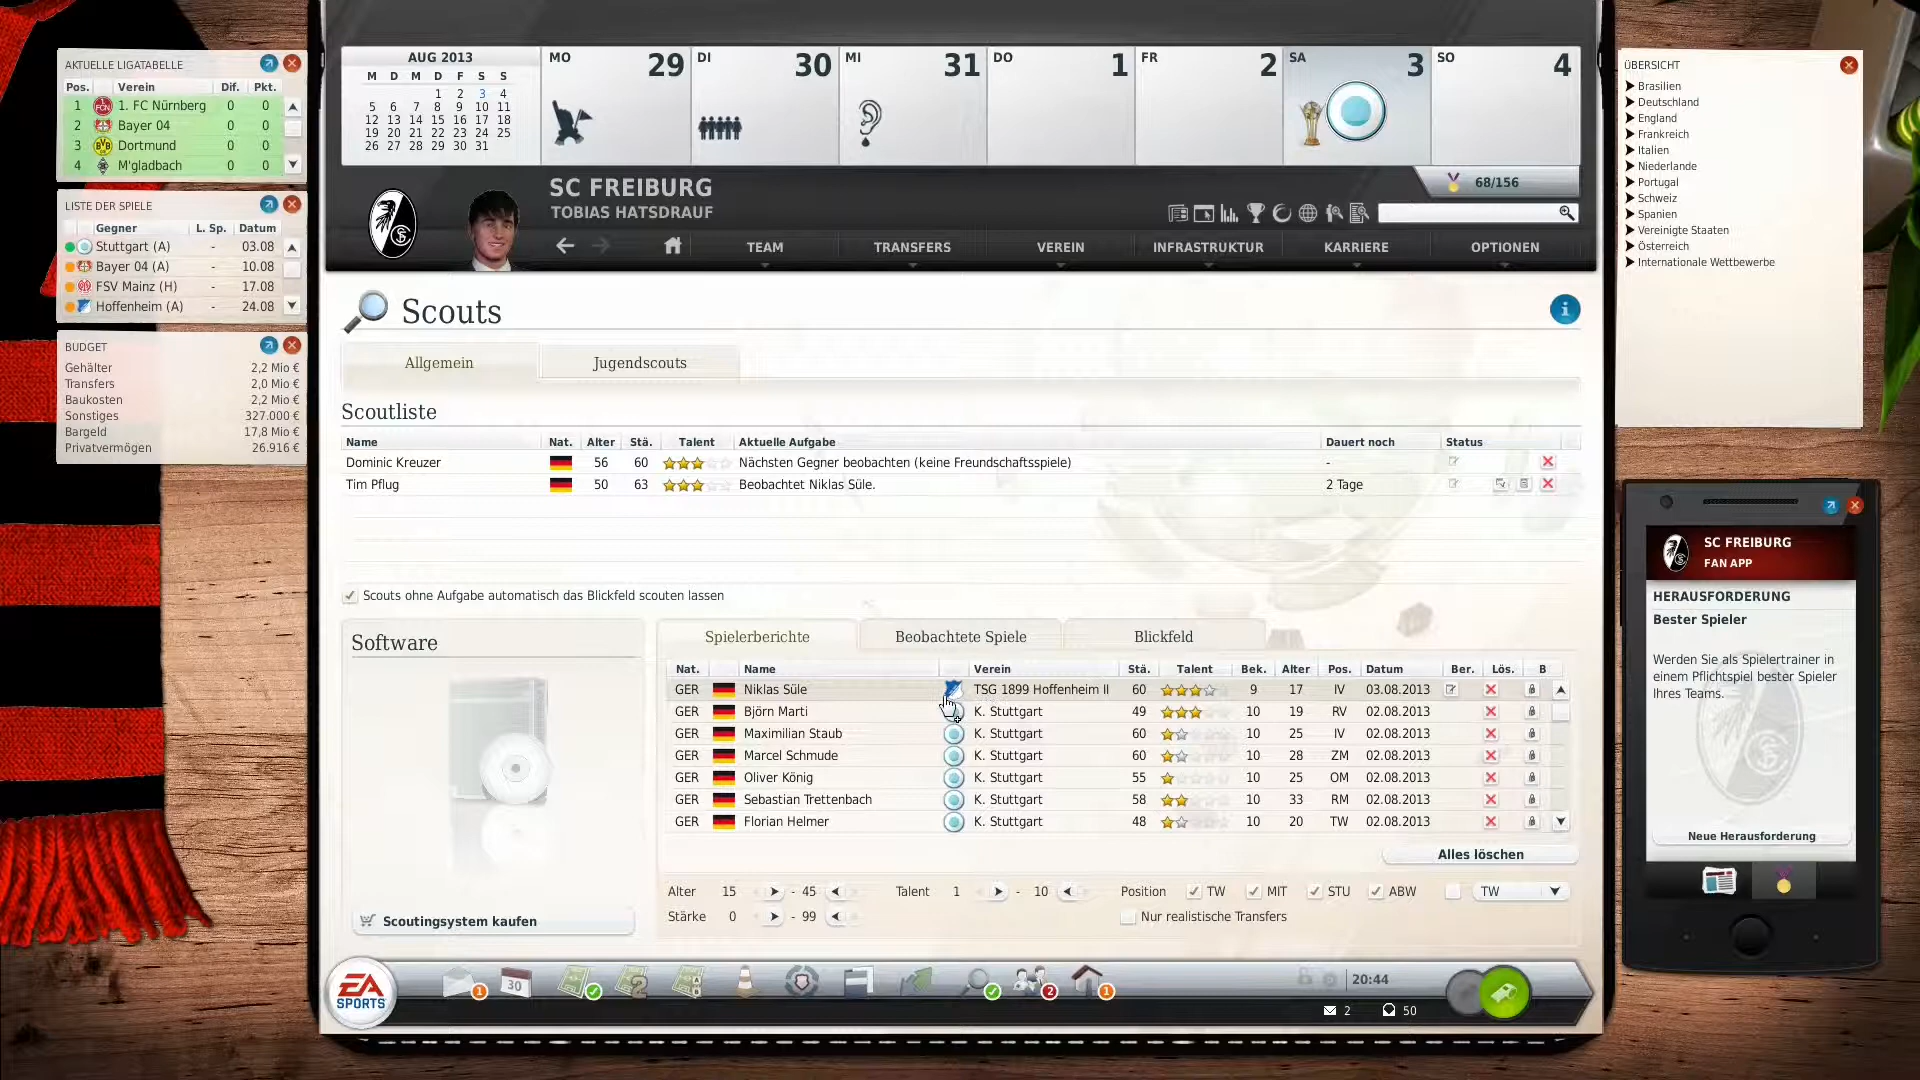 AKTUELLE LIGATABELLE
Pos. Verein Dif. Pkt.
1 1. FC Nürnberg 0 0
2 Bayer 04 0 0
3 Dortmund 0 0
4 M'gladbach 0 0
LISTE DER SPIELE
Gegner L. Sp. Datum
Stuttgart (A) - 03.08
Bayer 04 (A) - 10.08
FSV Mainz (H) - 17.08
Hoffenheim (A) - 24.08
BUDGET
Gehälter 2,2 Mio €
Transfers 2,0 Mio €
Baukosten 2,2 Mio €
Sonstiges 327.000 €
Bargeld 17,8 Mio €
Privatvermögen 26.916 €
AUG 2013
M D M D F S S
1 2 3 4
5 6 7 8 9 10 11
12 13 14 15 16 17 18
19 20 21 22 23 24 25
26 27 28 29 30 31
MO 29 DI 30 MI 31 DO 1 FR 2 SA 3 SO 4
SC FREIBURG
TOBIAS HATSDRAUF
68/156
TEAM TRANSFERS VEREIN INFRASTRUKTUR KARRIERE OPTIONEN
Scouts
Allgemein Jugendscouts
Scoutliste
Name Nat. Alter Stä. Talent Aktuelle Aufgabe Dauert noch Status
Dominic Kreuzer 56 60 Nächsten Gegner beobachten (keine Freundschaftsspiele) -
Tim Pflug 50 63 Beobachtet Niklas Süle. 2 Tage
Scouts ohne Aufgabe automatisch das Blickfeld scouten lassen
Software
Scoutingsystem kaufen
Spielerberichte Beobachtete Spiele Blickfeld
Nat. Name Verein Stä. Talent Bek. Alter Pos. Datum Ber. Lös. B
GER Niklas Süle TSG 1899 Hoffenheim II 60 9 17 IV 03.08.2013
GER Björn Marti K. Stuttgart 49 10 19 RV 02.08.2013
GER Maximilian Staub K. Stuttgart 60 10 25 IV 02.08.2013
GER Marcel Schmude K. Stuttgart 60 10 28 ZM 02.08.2013
GER Oliver König K. Stuttgart 55 10 25 OM 02.08.2013
GER Sebastian Trettenbach K. Stuttgart 58 10 33 RM 02.08.2013
GER Florian Helmer K. Stuttgart 48 10 20 TW 02.08.2013
Alles löschen
Alter 15 - 45 Talent 1 - 10 Position TW MIT STU ABW TW
Stärke 0 - 99 Nur realistische Transfers
EA SPORTS
1 30 2 2 1
20:44
2 50
ÜBERSICHT
Brasilien
Deutschland
England
Frankreich
Italien
Niederlande
Portugal
Schweiz
Spanien
Vereinigte Staaten
Österreich
Internationale Wettbewerbe
SC FREIBURG
FAN APP
HERAUSFORDERUNG
Bester Spieler
Werden Sie als Spielertrainer in
einem Pflichtspiel bester Spieler
Ihres Teams.
Neue Herausforderung